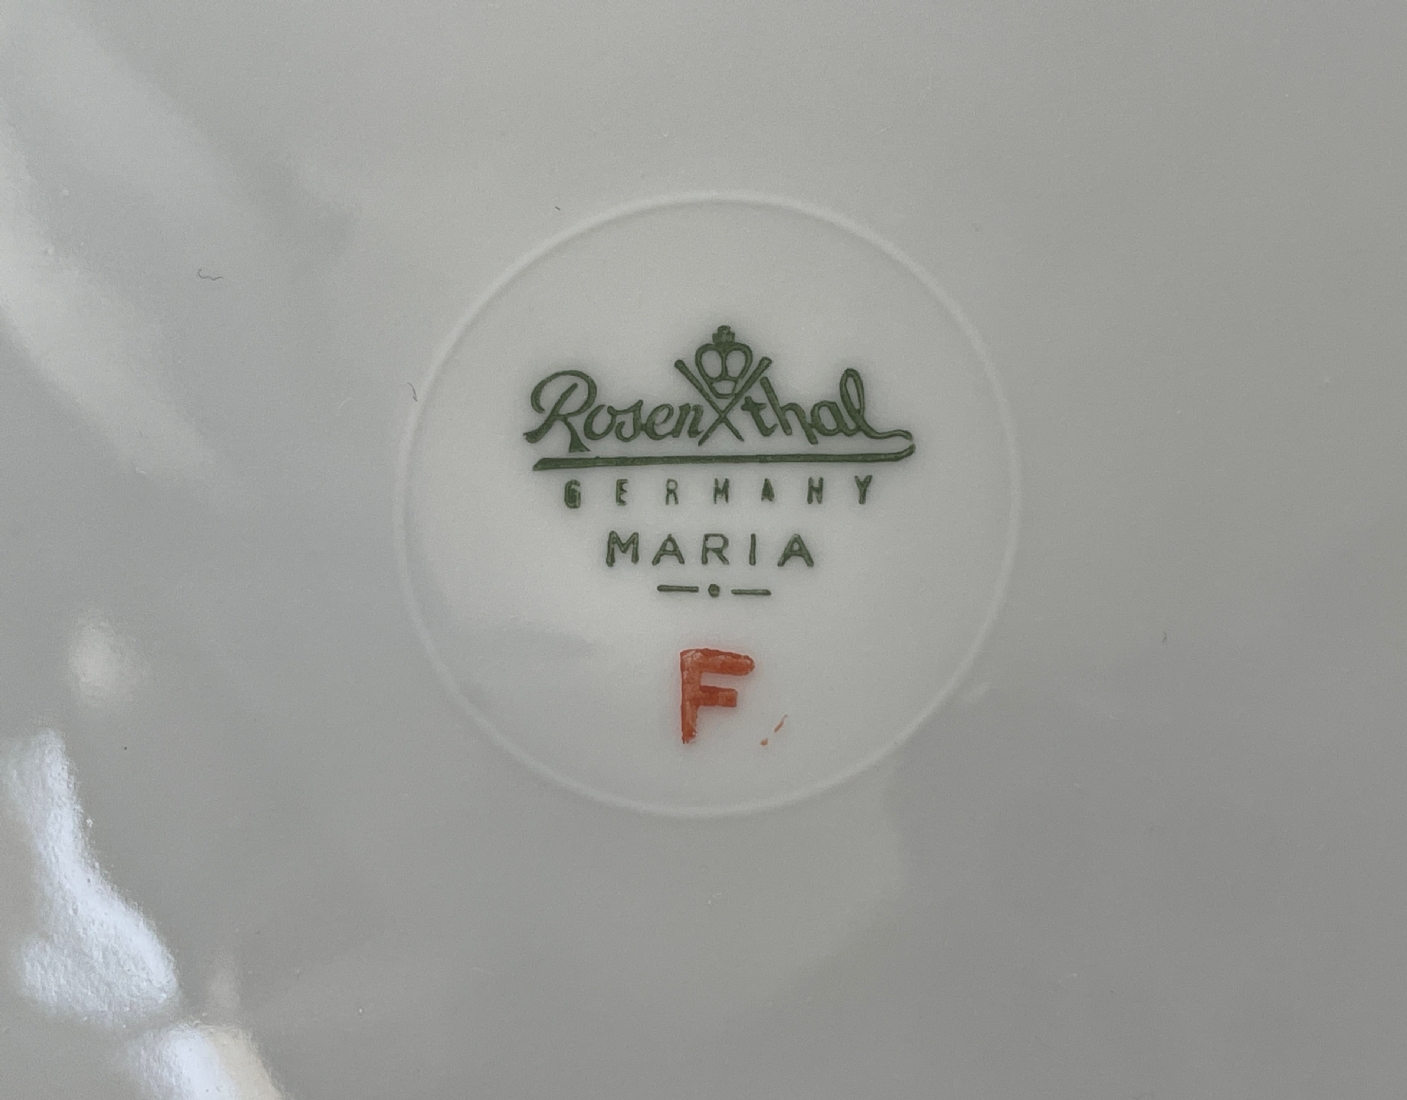 Rosenthal
GERMANY
MARIA
F